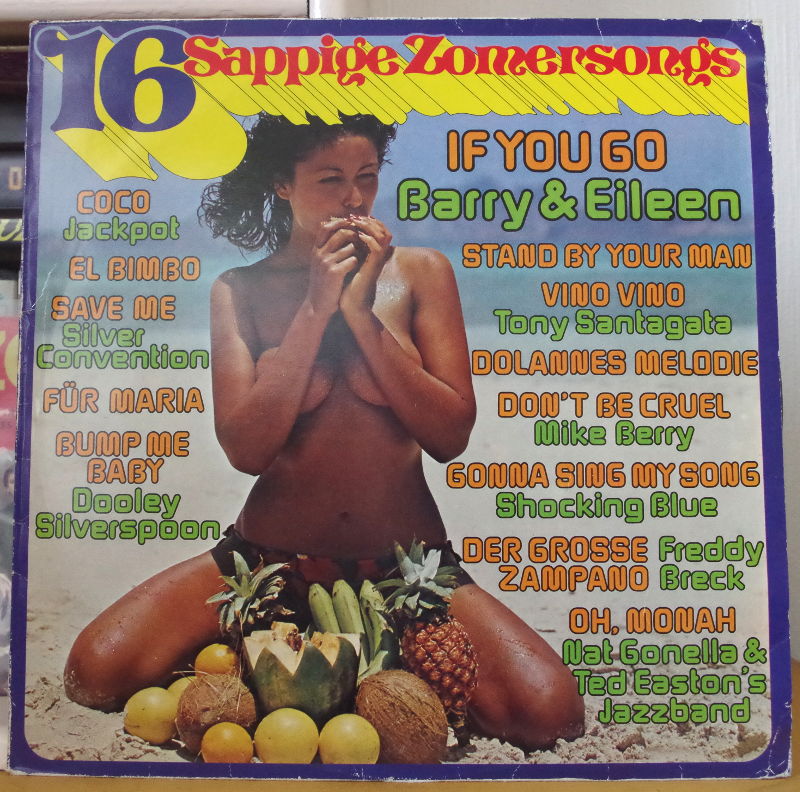 16 Sappige Zomersongs
COCO
Jackpot
EL BIMBO
SAVE ME
Silver
Convention
FÜR MARIA
BUMP ME
BABY
Dooley
Silverspoon
IF YOU GO
Barry & Eileen
STAND BY YOUR MAN
VINO VINO
Tony Santagata
DOLANNES MELODIE
DON'T BE CRUEL
Mike Berry
GONNA SING MY SONG
Shocking Blue
DER GROSSE Freddy
ZAMPANO Breck
OH, MONAH
Nat Gonella &
Ted Easton's
Jazzband